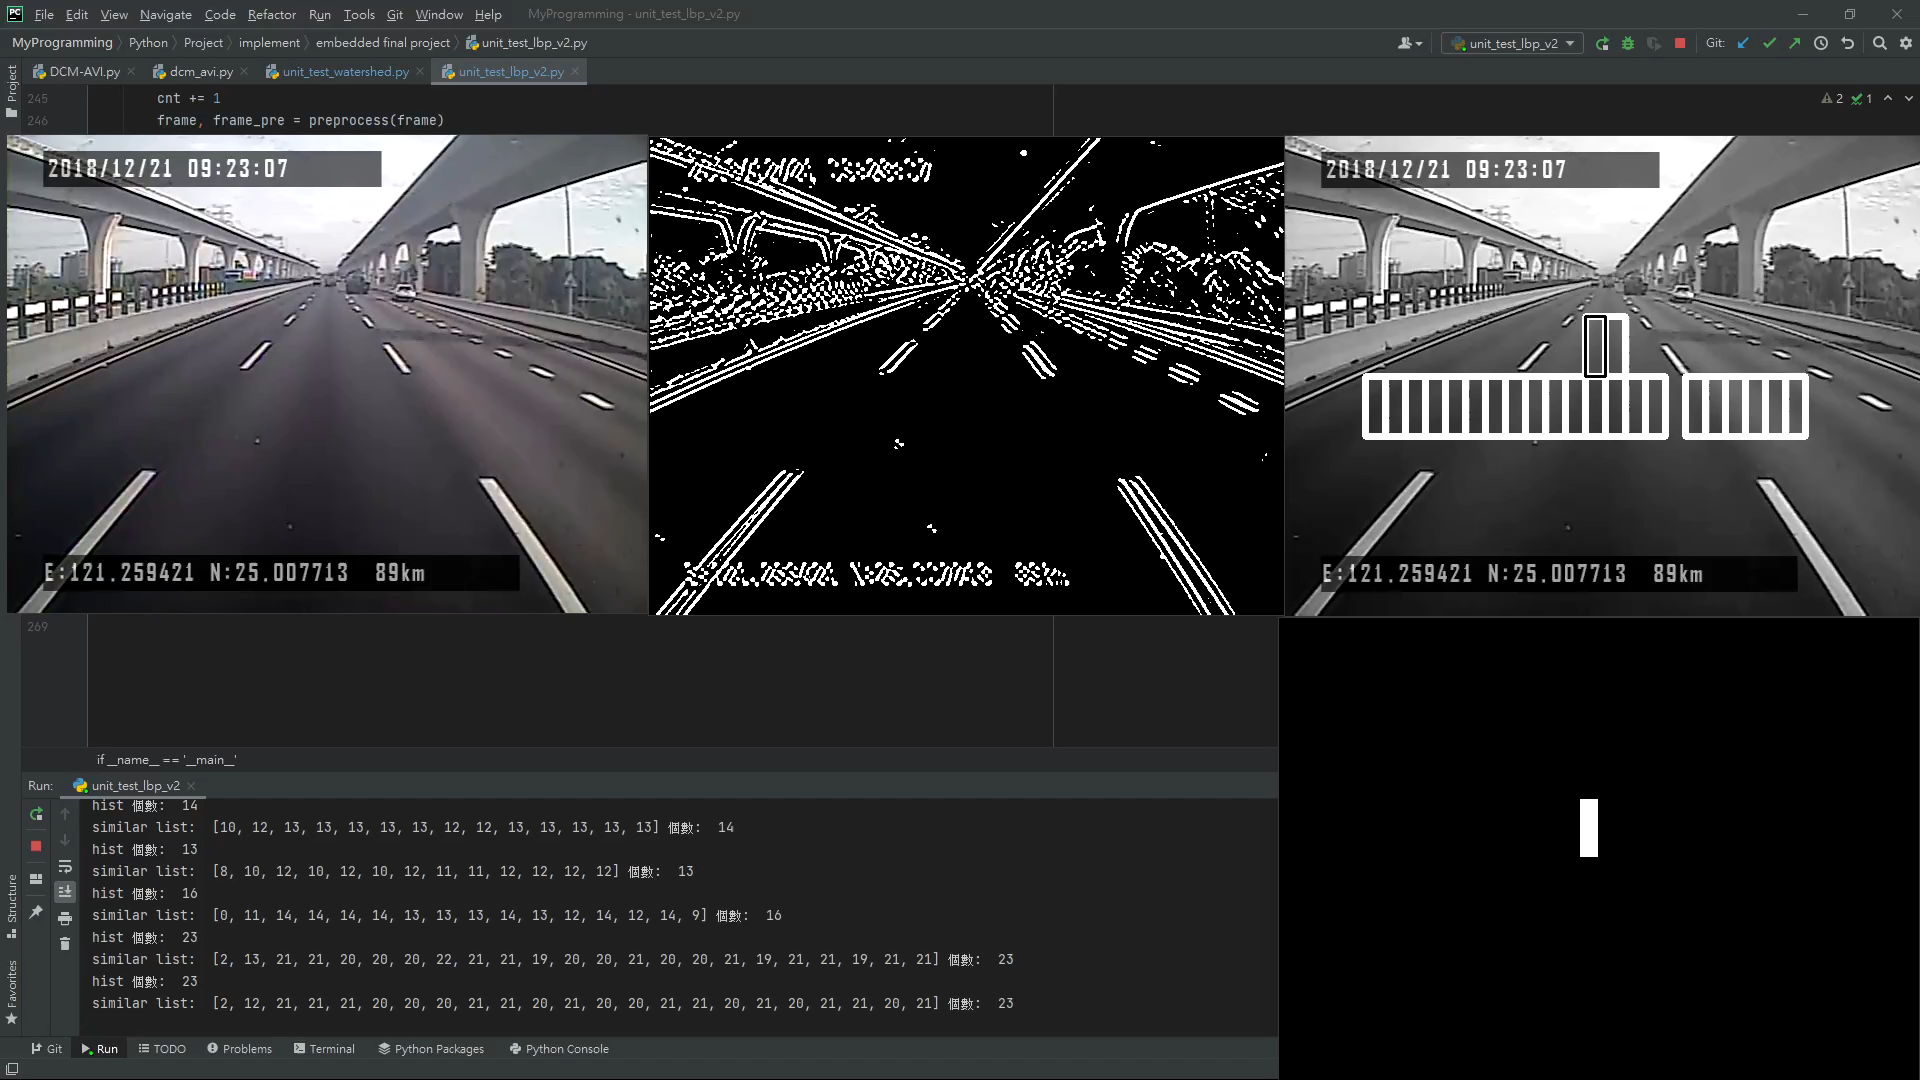 File Edit View Navigate Code Refactor Run Tools Git Window Help MyProgramming - unit_test_lbp_v2.py
MyProgramming Python Project implement embedded final project unit_test_lbp_v2.py
unit_test_lbp_v2 Git:
Project
DCM-AVI.py dcm_avi.py unit_test_watershed.py unit_test_lbp_v2.py
245 cnt += 1
2 1
246 frame, frame_pre = preprocess(frame)
2018/12/21 09:23:07
2018/12/21 09:23:07
E:121.259421 N:25.007713 89km
E:121.259421 N:25.007713 89km
269
if __name__ == '__main__'
Run: unit_test_lbp_v2
hist 個數: 14
similar list: [10, 12, 13, 13, 13, 13, 13, 12, 12, 13, 13, 13, 13, 13] 個數: 14
hist 個數: 13
similar list: [8, 10, 12, 10, 12, 10, 12, 11, 11, 12, 12, 12, 12] 個數: 13
hist 個數: 16
similar list: [0, 11, 14, 14, 14, 14, 13, 13, 13, 14, 13, 12, 14, 12, 14, 9] 個數: 16
hist 個數: 23
similar list: [2, 13, 21, 21, 20, 20, 20, 22, 21, 21, 19, 20, 20, 21, 20, 20, 21, 19, 21, 21, 19, 21, 21] 個數: 23
hist 個數: 23
similar list: [2, 12, 21, 21, 21, 20, 20, 20, 21, 21, 20, 21, 20, 20, 21, 21, 20, 21, 20, 21, 21, 20, 21] 個數: 23
Structure
Favorites
Git Run TODO Problems Terminal Python Packages Python Console